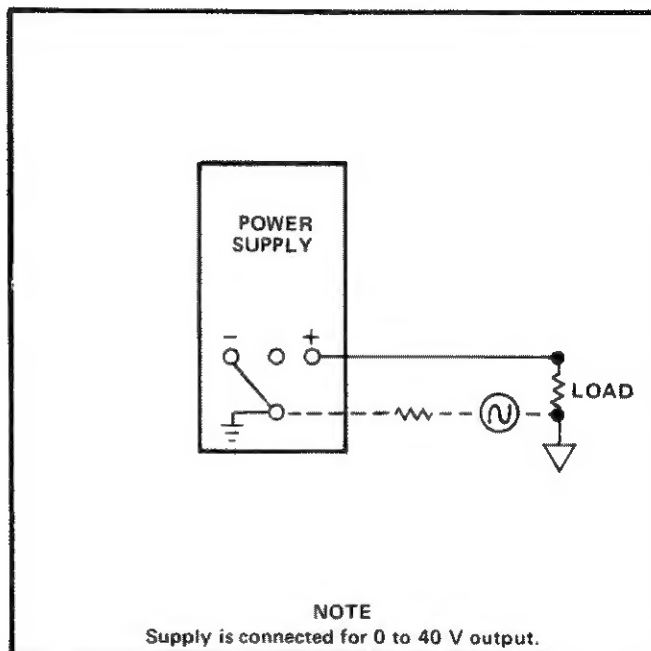 POWER
SUPPLY
- +
LOAD
NOTE
Supply is connected for 0 to 40 V output.